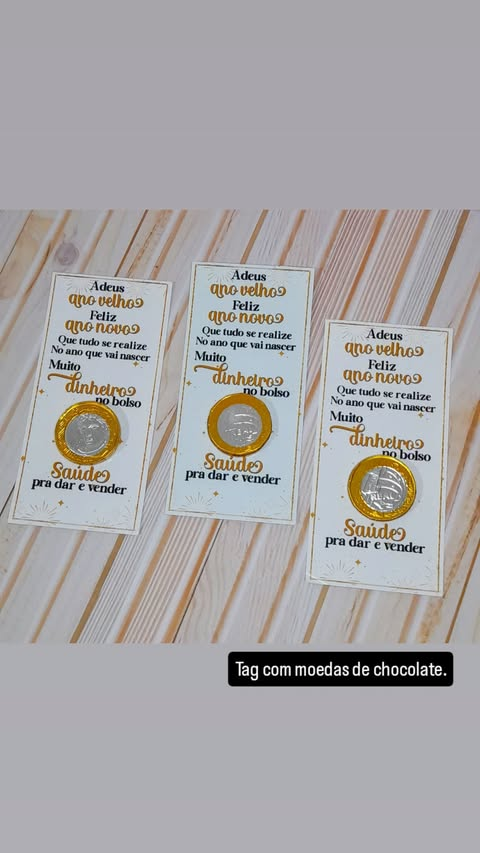 Adeus
ano velho
Feliz
ano novo
Que tudo se realize
No ano que vai nascer
Muito
dinheiro
no bolso
Saúde
pra dar e vender
Adeus
ano velho
Feliz
ano novo
Que tudo se realize
No ano que vai nascer
Muito
dinheiro
no bolso
Saúde
pra dar e vender
Adeus
ano velho
Feliz
ano novo
Que tudo se realize
No ano que vai nascer
Muito
dinheiro
no bolso
REAL
Saúde
pra dar e vender
Tag com moedas de chocolate.